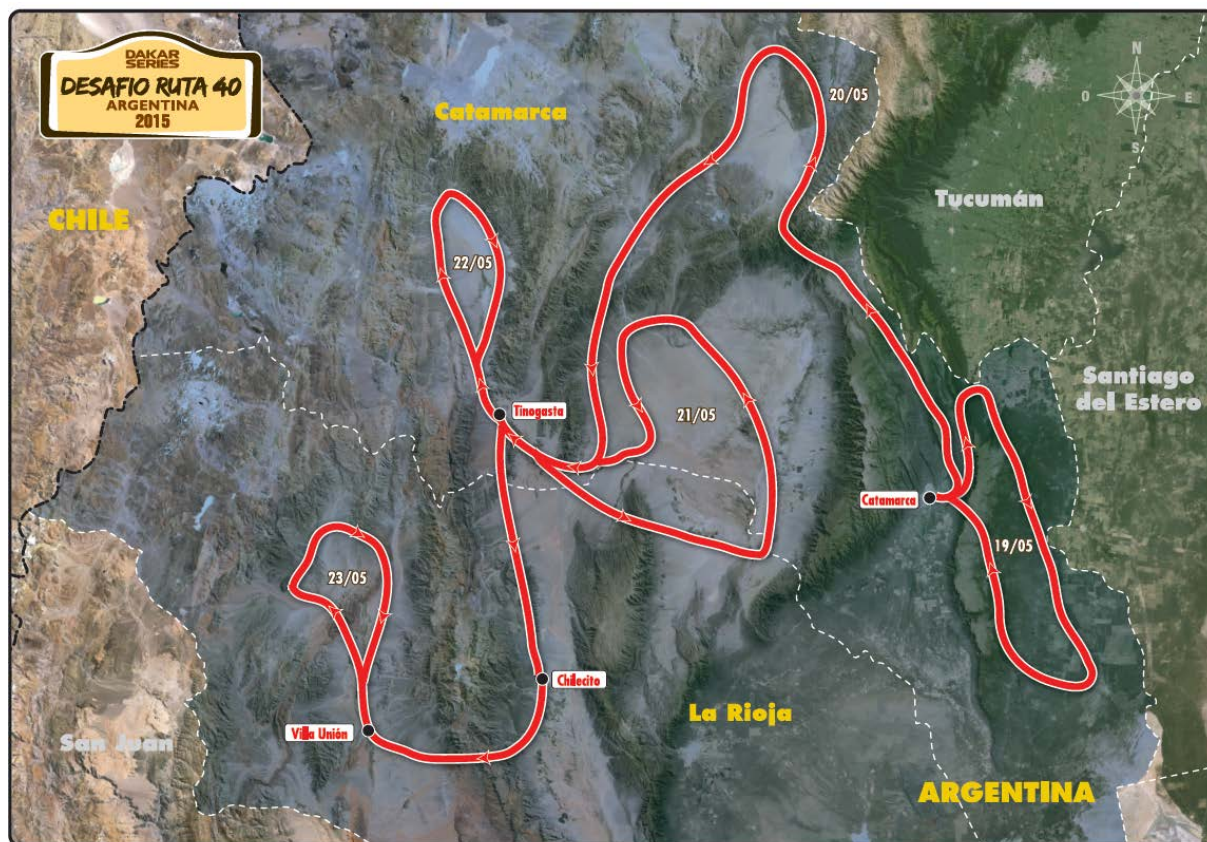 DAKAR
SERIES
DESAFIO RUTA 40
ARGENTINA
2015
CHILE
Catamarca
20/05
N
O
E
S
Tucumán
Santiago
del Estero
22/05
Tinogasta
21/05
Catamarca
19/05
23/05
Chilecito
Villa Unión
San Juan
La Rioja
ARGENTINA